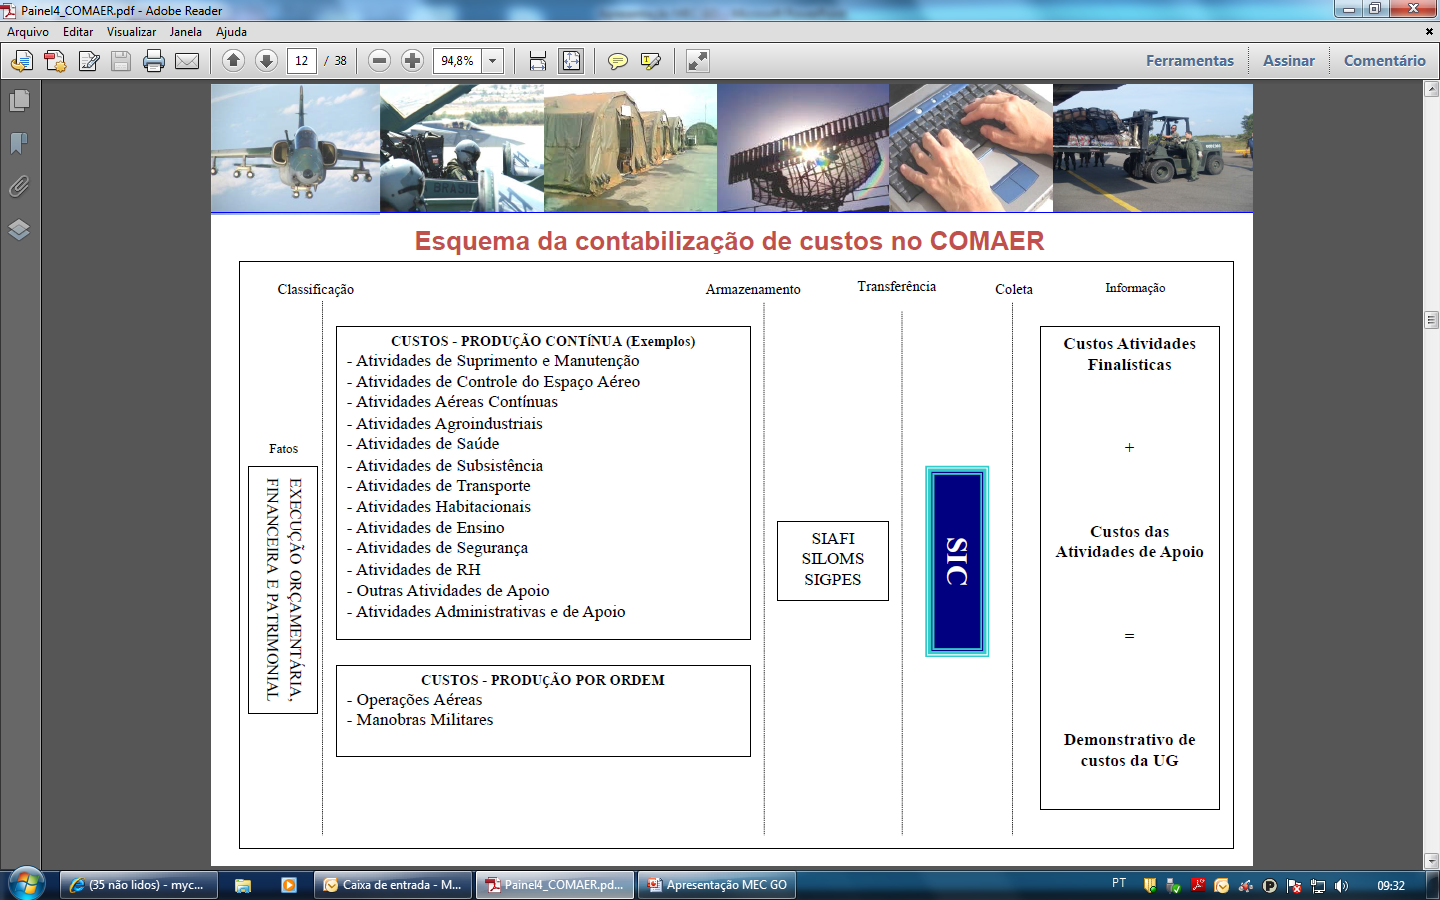 Painel4_COMAER.pdf - Adobe Reader
Arquivo Editar Visualizar Janela Ajuda
12 / 38 94,8% Ferramentas Assinar Comentário
BRASIL
Esquema da contabilização de custos no COMAER
Classificação Armazenamento Transferência Coleta Informação
Fatos
EXECUÇÃO ORÇAMENTÁRIA,
FINANCEIRA E PATRIMONIAL
CUSTOS - PRODUÇÃO CONTÍNUA (Exemplos)
- Atividades de Suprimento e Manutenção
- Atividades de Controle do Espaço Aéreo
- Atividades Aéreas Contínuas
- Atividades Agroindustriais
- Atividades de Saúde
- Atividades de Subsistência
- Atividades de Transporte
- Atividades Habitacionais
- Atividades de Ensino
- Atividades de Segurança
- Atividades de RH
- Outras Atividades de Apoio
- Atividades Administrativas e de Apoio
CUSTOS - PRODUÇÃO POR ORDEM
- Operações Aéreas
- Manobras Militares
SIAFI
SILOMS
SIGPES
SIC
Custos Atividades
Finalísticas
+
Custos das
Atividades de Apoio
=
Demonstrativo de
custos da UG
(35 não lidos) - myc... Caixa de entrada - M... Painel4_COMAER.pd... Apresentação MEC GO PT 09:32